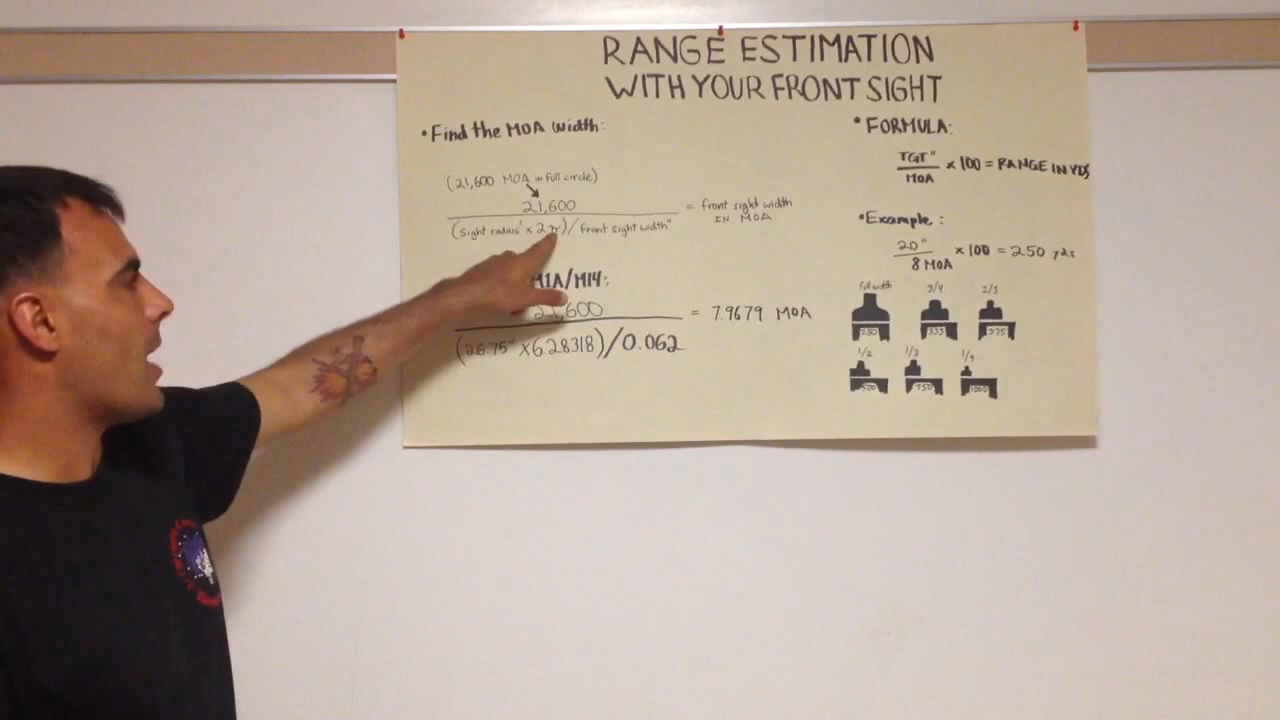 RANGE ESTIMATION
WITH YOUR FRONT SIGHT
• Find the MOA width:
(21,600 MOA in full circle)
21,600
(sight radius" x 2π)/front sight width"
= front sight width
IN MOA
M1A/M14:
21,600
(26.75" x 6.28318)/0.062
= 7.9679 MOA
• FORMULA:
TGT"
MOA
x 100 = RANGE IN YDS
• Example:
20"
8 MOA
x 100 = 250 yds
full width
3/4
2/3
250
333
375
1/2
1/3
1/4
500
750
1000